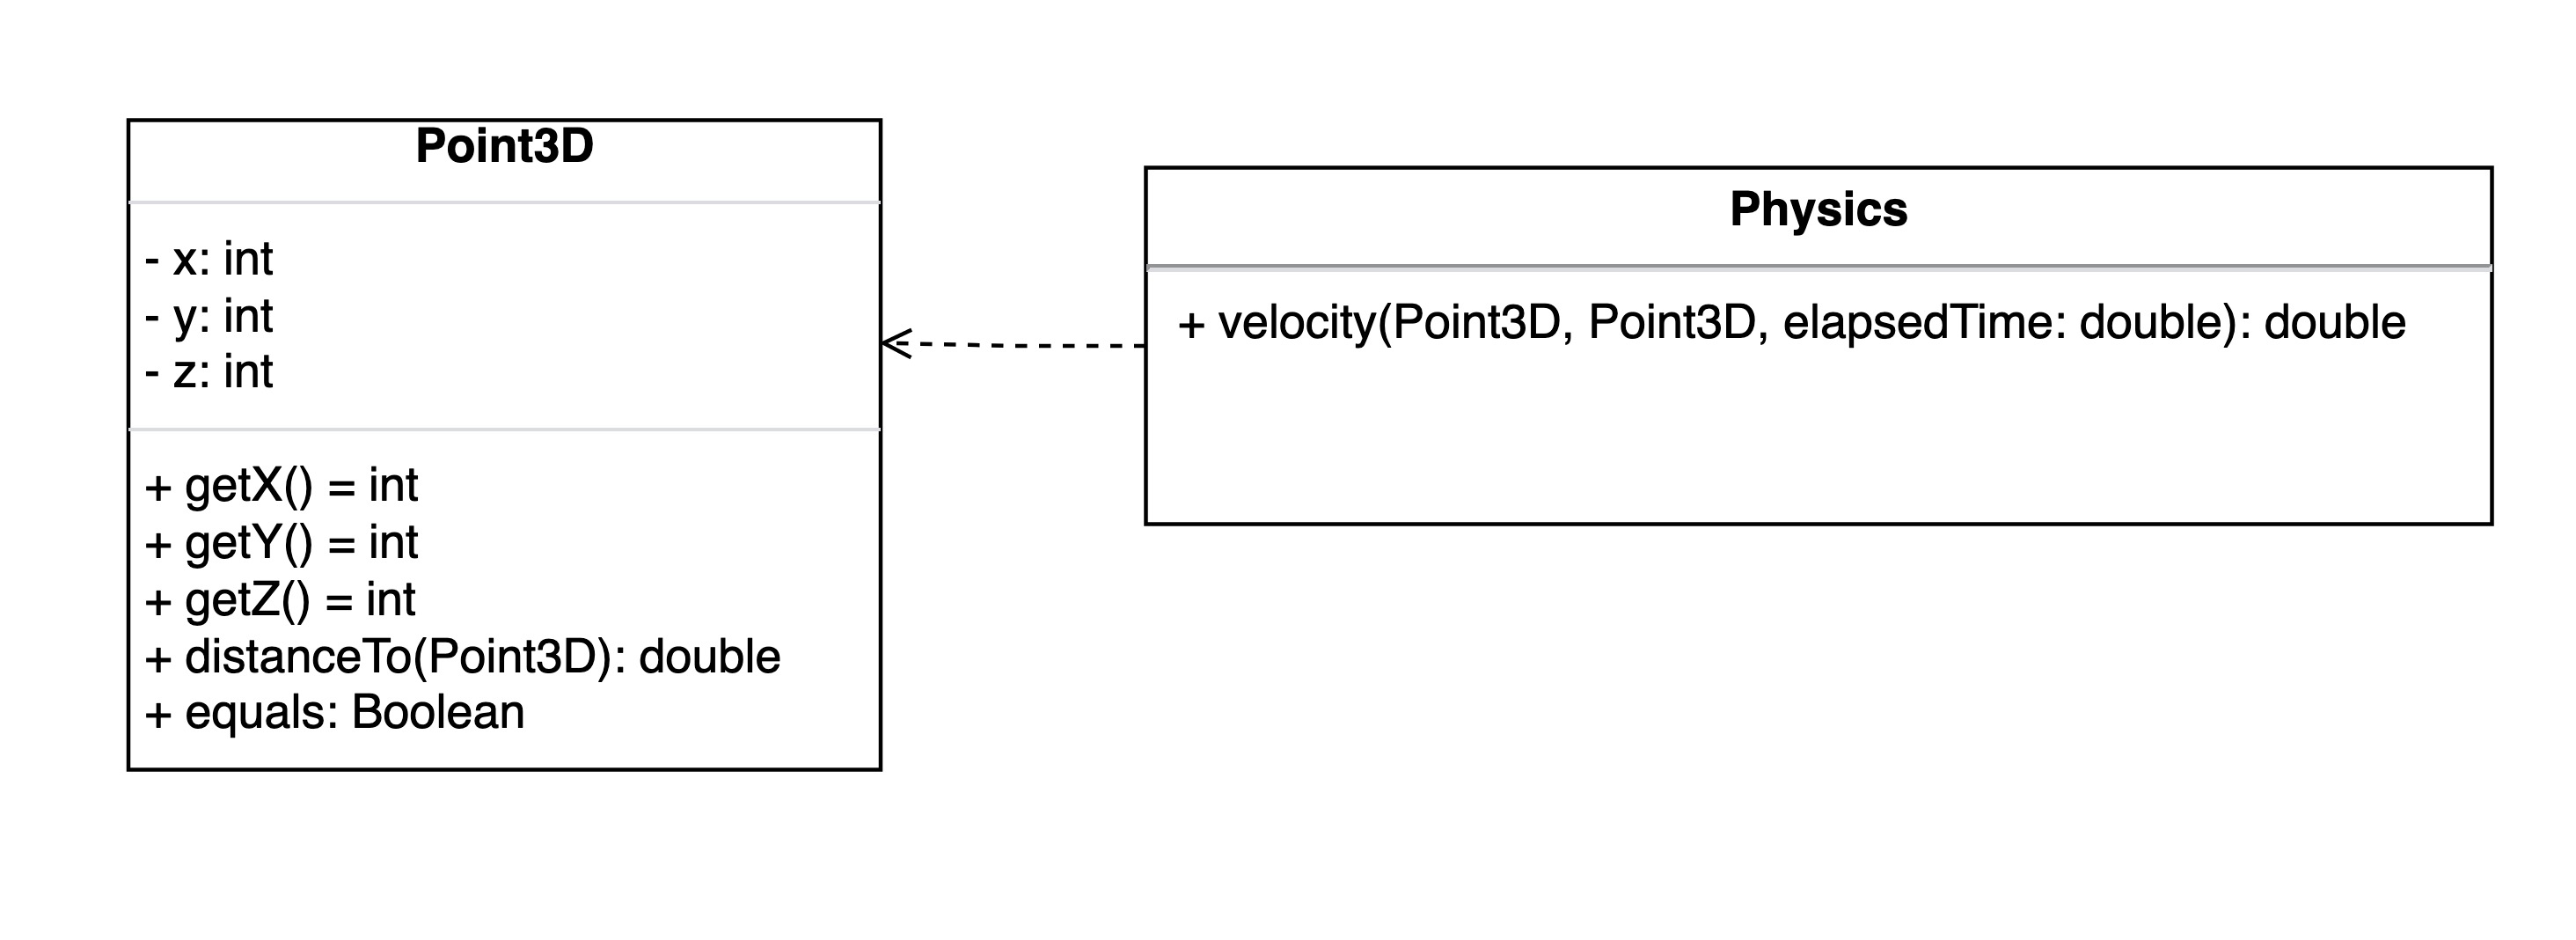 Point3D
- x: int
- y: int
- z: int
+ getX() = int
+ getY() = int
+ getZ() = int
+ distanceTo(Point3D): double
+ equals: Boolean
Physics
+ velocity(Point3D, Point3D, elapsedTime: double): double